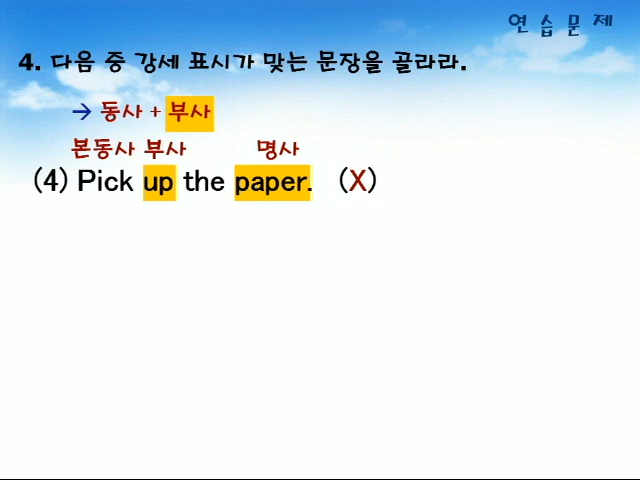 연 습 문 제
4. 다음 중 강세 표시가 맞는 문장을 골라라.
→ 동사 + 부사
본동사 부사 명사
(4) Pick up the paper. (X)